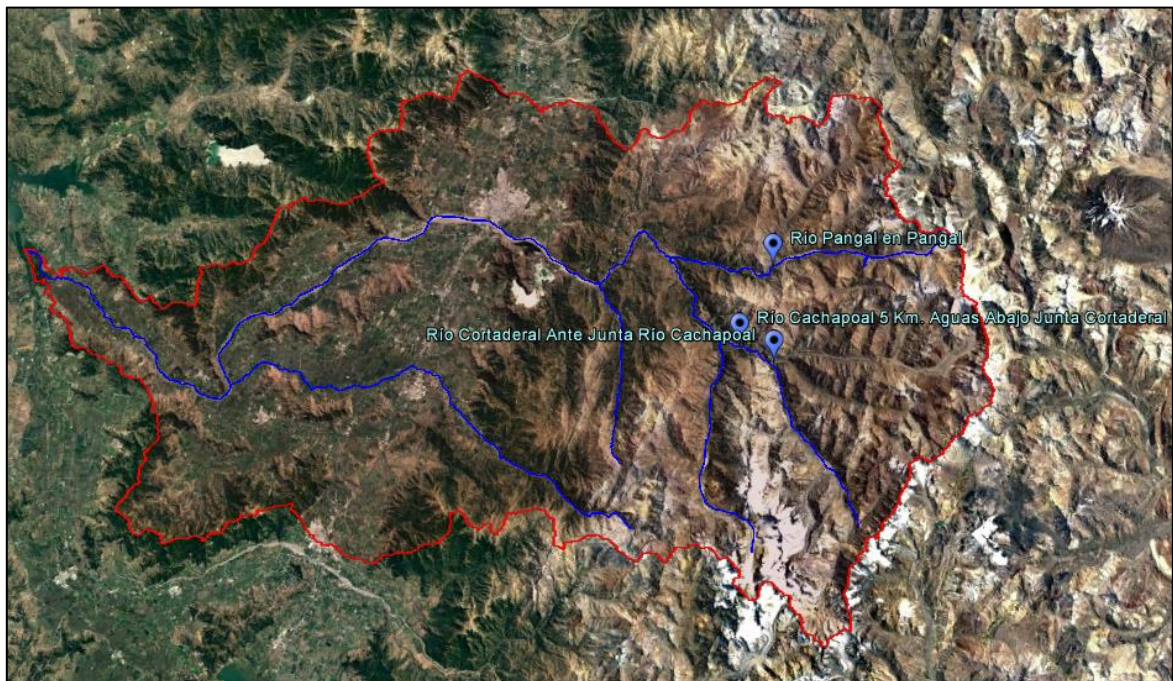 Río Pangal en Pangal
Río Cachapoal 5 Km. Aguas Abajo Junta Cortaderal
Río Cortaderal Ante Junta Río Cachapoal